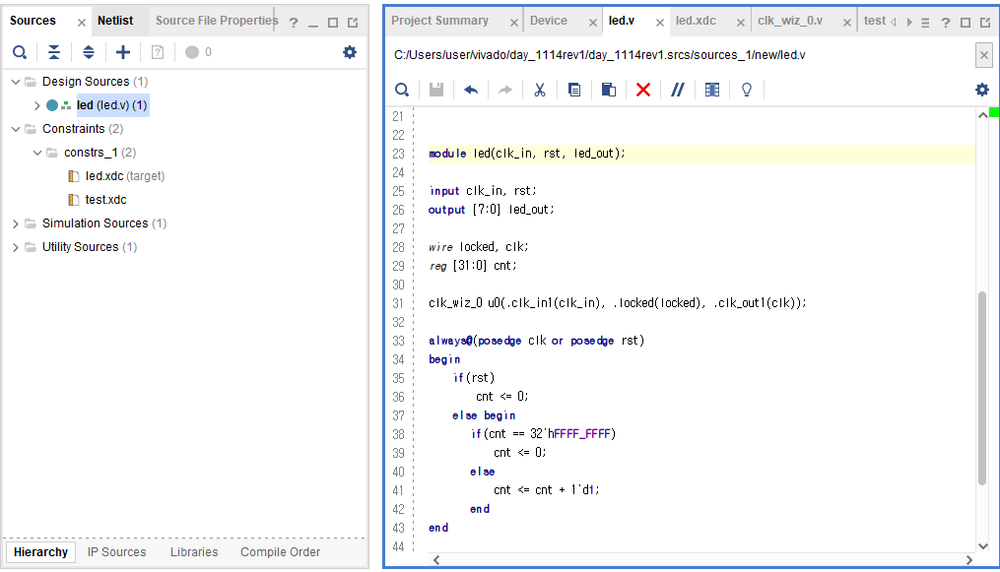 Sources
Netlist
Source File Properties
0
Design Sources (1)
led (led.v) (1)
Constraints (2)
constrs_1 (2)
led.xdc (target)
test.xdc
Simulation Sources (1)
Utility Sources (1)
Hierarchy
IP Sources
Libraries
Compile Order
Project Summary
Device
led.v
led.xdc
clk_wiz_0.v
test
C:/Users/user/vivado/day_1114rev1/day_1114rev1.srcs/sources_1/new/led.v
21
22
23 module led(clk_in, rst, led_out);
24
25 input clk_in, rst;
26 output [7:0] led_out;
27
28 wire locked, clk;
29 reg [31:0] cnt;
30
31 clk_wiz_0 u0(.clk_in1(clk_in), .locked(locked), .clk_out1(clk));
32
33 always@(posedge clk or posedge rst)
34 begin
35 if(rst)
36 cnt <= 0;
37 else begin
38 if(cnt == 32'hFFFF_FFFF)
39 cnt <= 0;
40 else
41 cnt <= cnt + 1'd1;
42 end
43 end
44